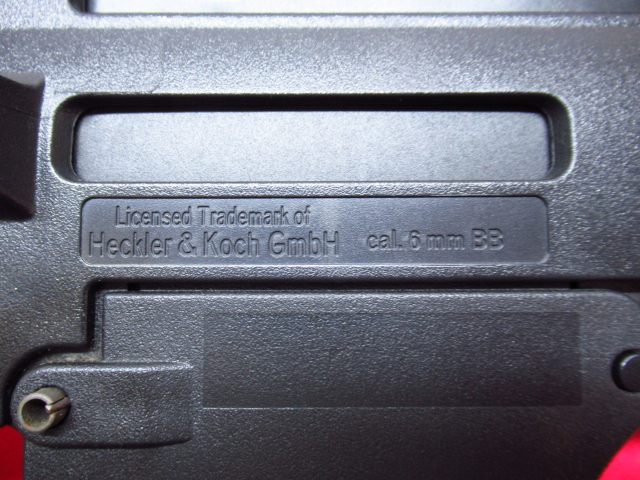 Licensed Trademark of
Heckler & Koch GmbH cal. 6 mm BB